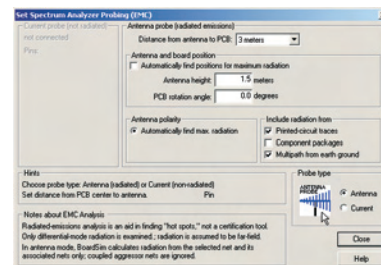 Set Spectrum Analyzer Probing (EMC)
Current probe (not radiated)
not connected
Pins:
Antenna probe (radiated emissions)
Distance from antenna to PCB: 3 meters
Antenna and board position
Automatically find positions for maximum radiation
Antenna height: 1.5 meters
PCB rotation angle: 0.0 degrees
Antenna polarity
Automatically find max. radiation
Include radiation from
Printed-circuit traces
Component packages
Multipath from earth ground
Hints
Choose probe type: Antenna (radiated) or Current (non-radiated)
Set distance from PCB center to antenna. Pin
Probe type
ANTENNA
PROBE
Antenna
Current
Notes about EMC Analysis
Radiated-emissions analysis is an aid in finding "hot spots," not a certification tool.
Only differential-mode radiation is examined; radiation is assumed to be far-field.
In antenna mode, BoardSim calculates radiation from the selected net and its
associated nets only; coupled aggressor nets are ignored.
Close
Help